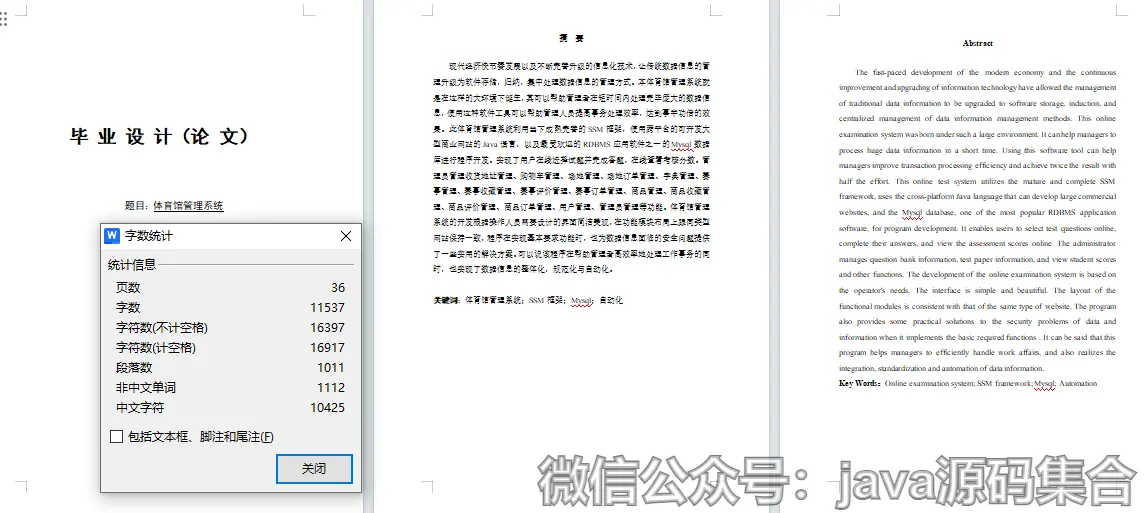 毕 业 设 计（论 文）
题目：体育馆管理系统
字数统计
统计信息
页数 36
字数 11537
字符数(不计空格) 16397
字符数(计空格) 16917
段落数 1011
非中文单词 1112
中文字符 10425
包括文本框、脚注和尾注(F)
关闭
摘 要
现代经济快节奏发展以及不断完善升级的信息化技术，让传统数据信息的管
理升级为软件存储，归纳，集中处理数据信息的管理方式。本体育馆管理系统就
是在这样的大环境下诞生，其可以帮助管理者在短时间内处理完毕庞大的数据信
息，使用这种软件工具可以帮助管理人员提高事务处理效率，达到事半功倍的效
果。此体育馆管理系统利用当下成熟完善的SSM 框架，使用跨平台的可开发大
型商业网站的Java 语言，以及最受欢迎的RDBMS 应用软件之一的Mysql 数据
库进行程序开发。实现了用户在线选择试题并完成答题，在线查看考核分数。管
理员管理收货地址管理、购物车管理、场地管理、场地订单管理、字典管理、赛
事管理、赛事收藏管理、赛事评价管理、赛事订单管理、商品管理、商品收藏管
理、商品评价管理、商品订单管理、用户管理、管理员管理等功能。体育馆管理
系统的开发根据操作人员需要设计的界面简洁美观，在功能模块布局上跟同类型
网站保持一致，程序在实现基本要求功能时，也为数据信息面临的安全问题提供
了一些实用的解决方案。可以说该程序在帮助管理者高效率地处理工作事务的同
时，也实现了数据信息的整体化，规范化与自动化。
关键词：体育馆管理系统；SSM 框架；Mysql；自动化
Abstract
The fast-paced development of the modern economy and the continuous
improvement and upgrading of information technology have allowed the management
of traditional data information to be upgraded to software storage, induction, and
centralized management of data information management methods. This online
examination system was born under such a large environment. It can help managers to
process huge data information in a short time. Using this software tool can help
managers improve transaction processing efficiency and achieve twice the result with
half the effort. This online test system utilizes the mature and complete SSM
framework, uses the cross-platform Java language that can develop large commercial
websites, and the Mysql database, one of the most popular RDBMS application
software, for program development. It enables users to select test questions online,
complete their answers, and view the assessment scores online. The administrator
manages question bank information, test paper information, and view student scores
and other functions. The development of the online examination system is based on
the operator's needs. The interface is simple and beautiful. The layout of the
functional modules is consistent with that of the same type of website. The program
also provides some practical solutions to the security problems of data and
information when it implements the basic required functions . It can be said that this
program helps managers to efficiently handle work affairs, and also realizes the
integration, standardization and automation of data information.
Key Words：Online examination system; SSM framework; Mysql; Automation
微信公众号：java源码集合